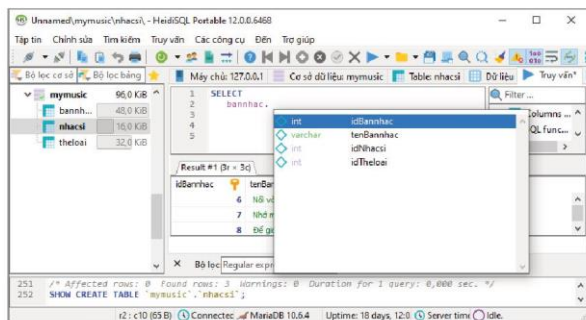 Unnamed\mymusic\nhacsi\ - HeidiSQL Portable 12.0.0.6468
Tập tin Chỉnh sửa Tìm kiếm Truy vấn Các công cụ Đến Trợ giúp
Bộ lọc cơ sở Bộ lọc bảng
Máy chủ: 127.0.0.1 Cơ sở dữ liệu: mymusic Table: nhacsi Dữ liệu Truy vấn*
mymusic 96,0 KiB
bannh... 48,0 KiB
nhacsi 16,0 KiB
theloai 32,0 KiB
1 SELECT
2 bannhac.
3
4
5
Filter ...
Columns ...
QL func...
int idBannhac
varchar tenBannhac
int idNhacsi
int idTheloai
Result #1 (3r × 3c)
idBannhac tenBan
6 Nối vò
7 Nhớ
8
Bộ lọc: Regular expr
251 /* Affected rows: 0 Found rows: 3 Warnings: 0 Duration for 1 query: 0,000 sec. */
252 SHOW CREATE TABLE `mymusic`.`nhacsi`;
r2 : c10 (65 B) Connected MariaDB 10.6.4 Uptime: 18 days, 12:0 Server time Idle.